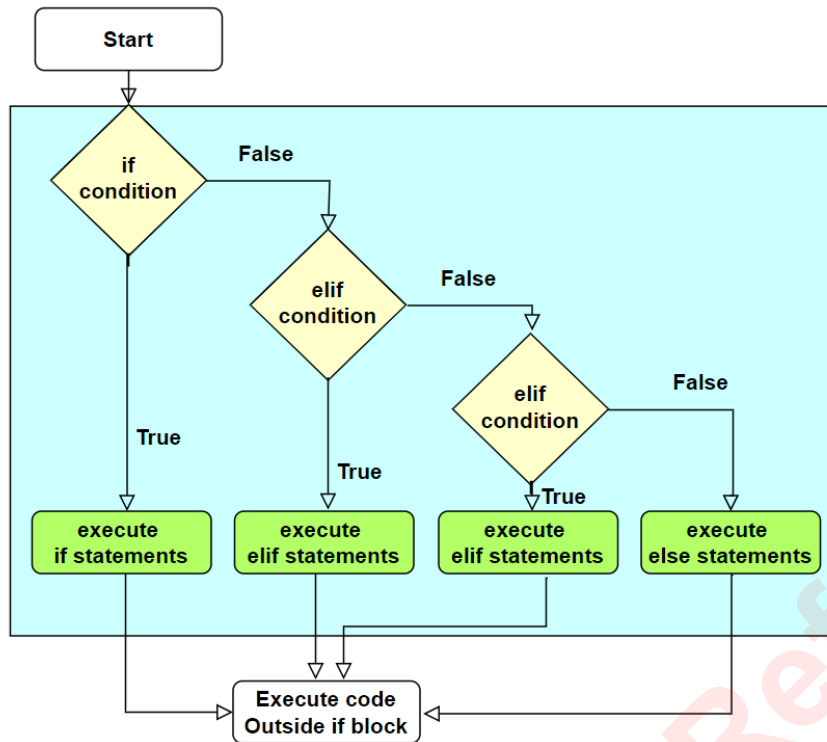 Start
if
condition
False
elif
condition
False
elif
condition
False
True
True
True
execute
if statements
execute
elif statements
execute
elif statements
execute
else statements
Execute code
Outside if block
Ref